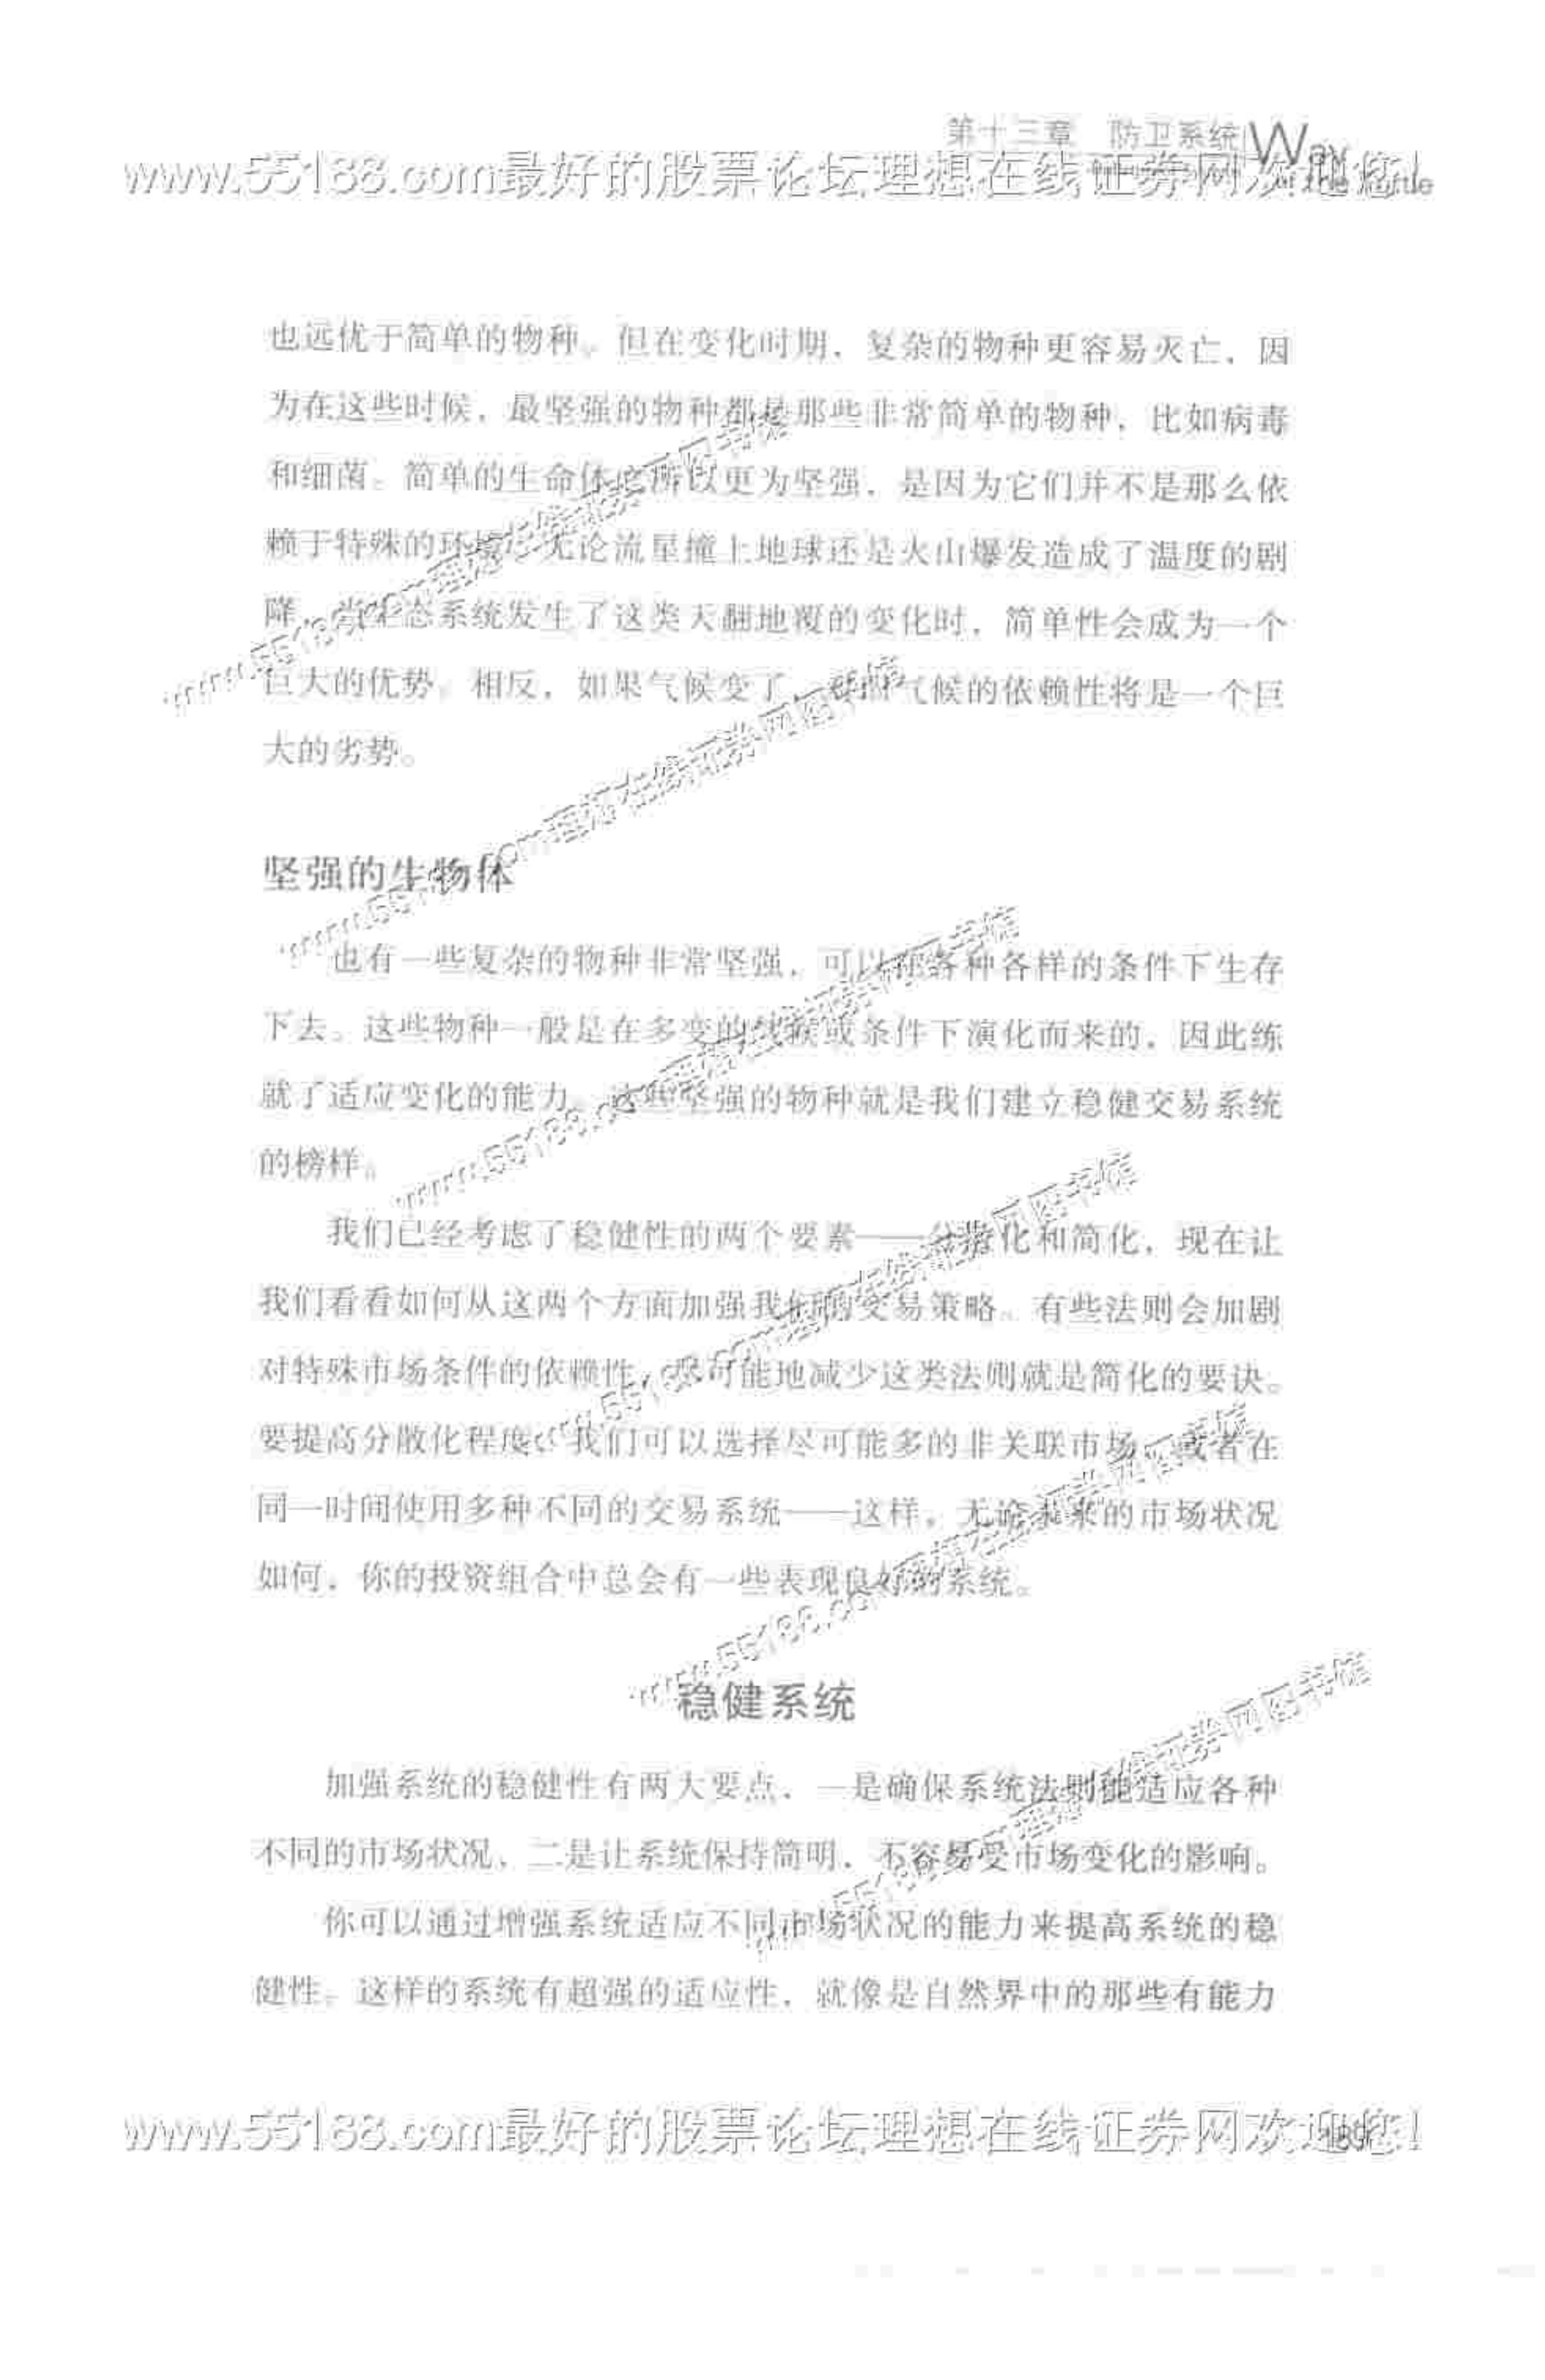 第十三章 防卫系统 Way
of the Turtle
www.55188.com最好的股票论坛理想在线证券网欢迎您!
也远优于简单的物种。但在变化时期，复杂的物种更容易灭亡，因
为在这些时候，最坚强的物种都是那些非常简单的物种，比如病毒
和细菌。简单的生命体之所以更为坚强，是因为它们并不是那么依
赖于特殊的环境。无论流星撞上地球还是火山爆发造成了温度的剧
降，当生态系统发生了这类天翻地覆的变化时，简单性会成为一个
巨大的优势。相反，如果气候变了，对旧气候的依赖性将是一个巨
大的劣势。
坚强的生物体
也有一些复杂的物种非常坚强，可以在各种各样的条件下生存
下去。这些物种一般是在多变的气候或条件下演化而来的，因此练
就了适应变化的能力。这些坚强的物种就是我们建立稳健交易系统
的榜样。
我们已经考虑了稳健性的两个要素——分散化和简化，现在让
我们看看如何从这两个方面加强我们的交易策略。有些法则会加剧
对特殊市场条件的依赖性，尽可能地减少这类法则就是简化的要诀。
要提高分散化程度，我们可以选择尽可能多的非关联市场，或者在
同一时间使用多种不同的交易系统——这样，无论未来的市场状况
如何，你的投资组合中总会有一些表现良好的系统。
稳健系统
加强系统的稳健性有两大要点，一是确保系统法则能适应各种
不同的市场状况，二是让系统保持简明，不容易受市场变化的影响。
你可以通过增强系统适应不同市场状况的能力来提高系统的稳
健性。这样的系统有超强的适应性，就像是自然界中的那些有能力
www.55188.com最好的股票论坛理想在线证券网欢迎您!